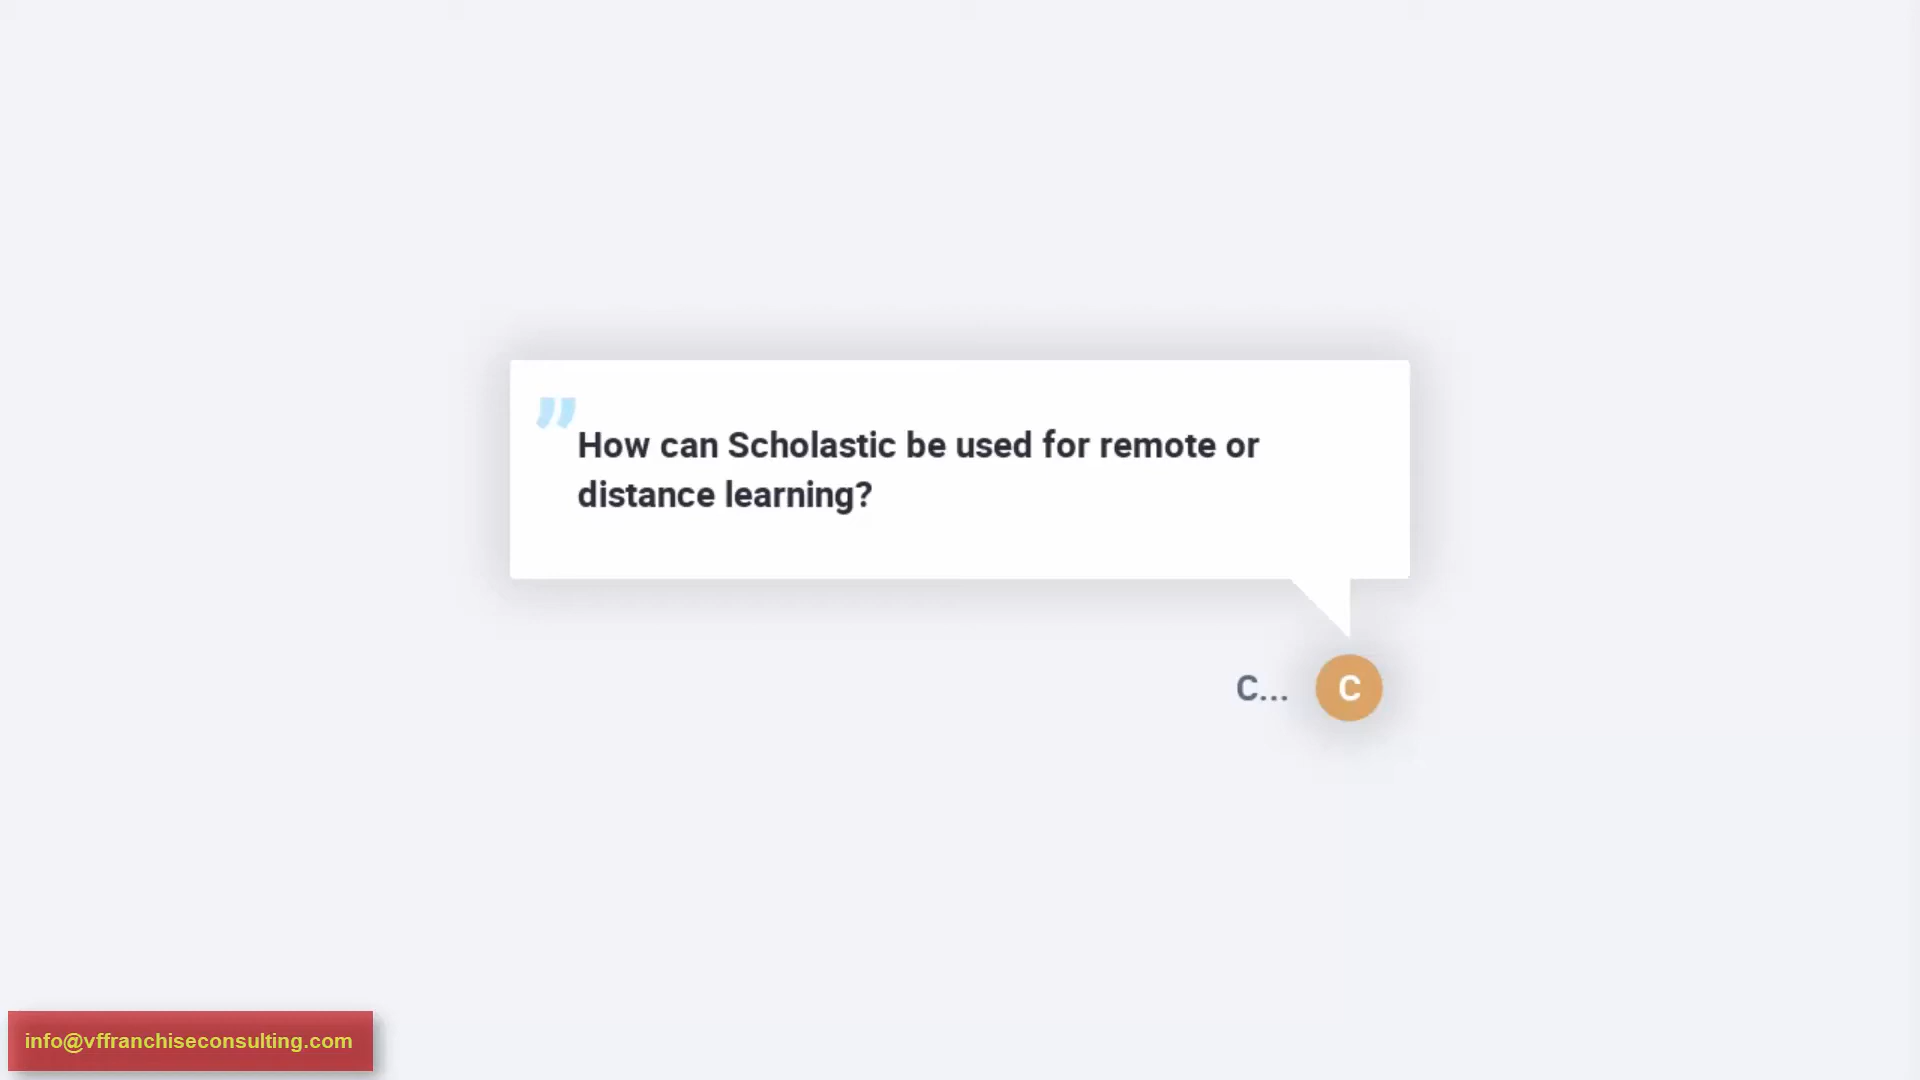 ”
How can Scholastic be used for remote or
distance learning?
C...
C
info@vffranchiseconsulting.com